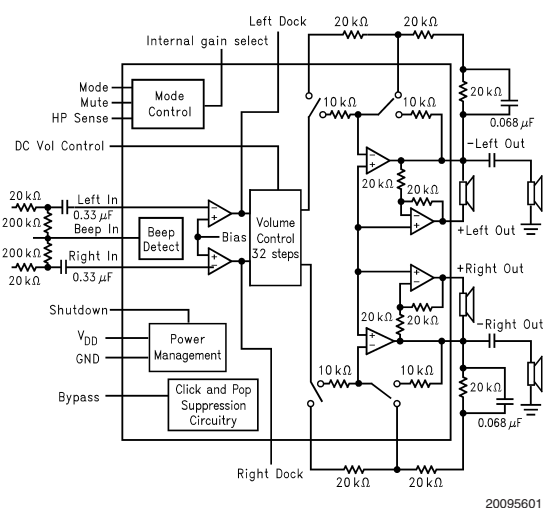 Left Dock
20 kΩ
20 kΩ
Internal gain select
Mode
Mute
HP Sense
Mode
Control
10 kΩ
10 kΩ
20 kΩ
0.068 μF
DC Vol Control
-Left Out
20 kΩ
20 kΩ
20 kΩ
Left In
0.33 μF
200 kΩ
Beep In
Beep
Detect
Bias
Volume
Control
32 steps
+Left Out
200 kΩ
Right In
0.33 μF
20 kΩ
+Right Out
20 kΩ
20 kΩ
-Right Out
Shutdown
VDD
GND
Power
Management
10 kΩ
10 kΩ
20 kΩ
0.068 μF
Bypass
Click and Pop
Suppression
Circuitry
Right Dock
20 kΩ
20 kΩ
20095601